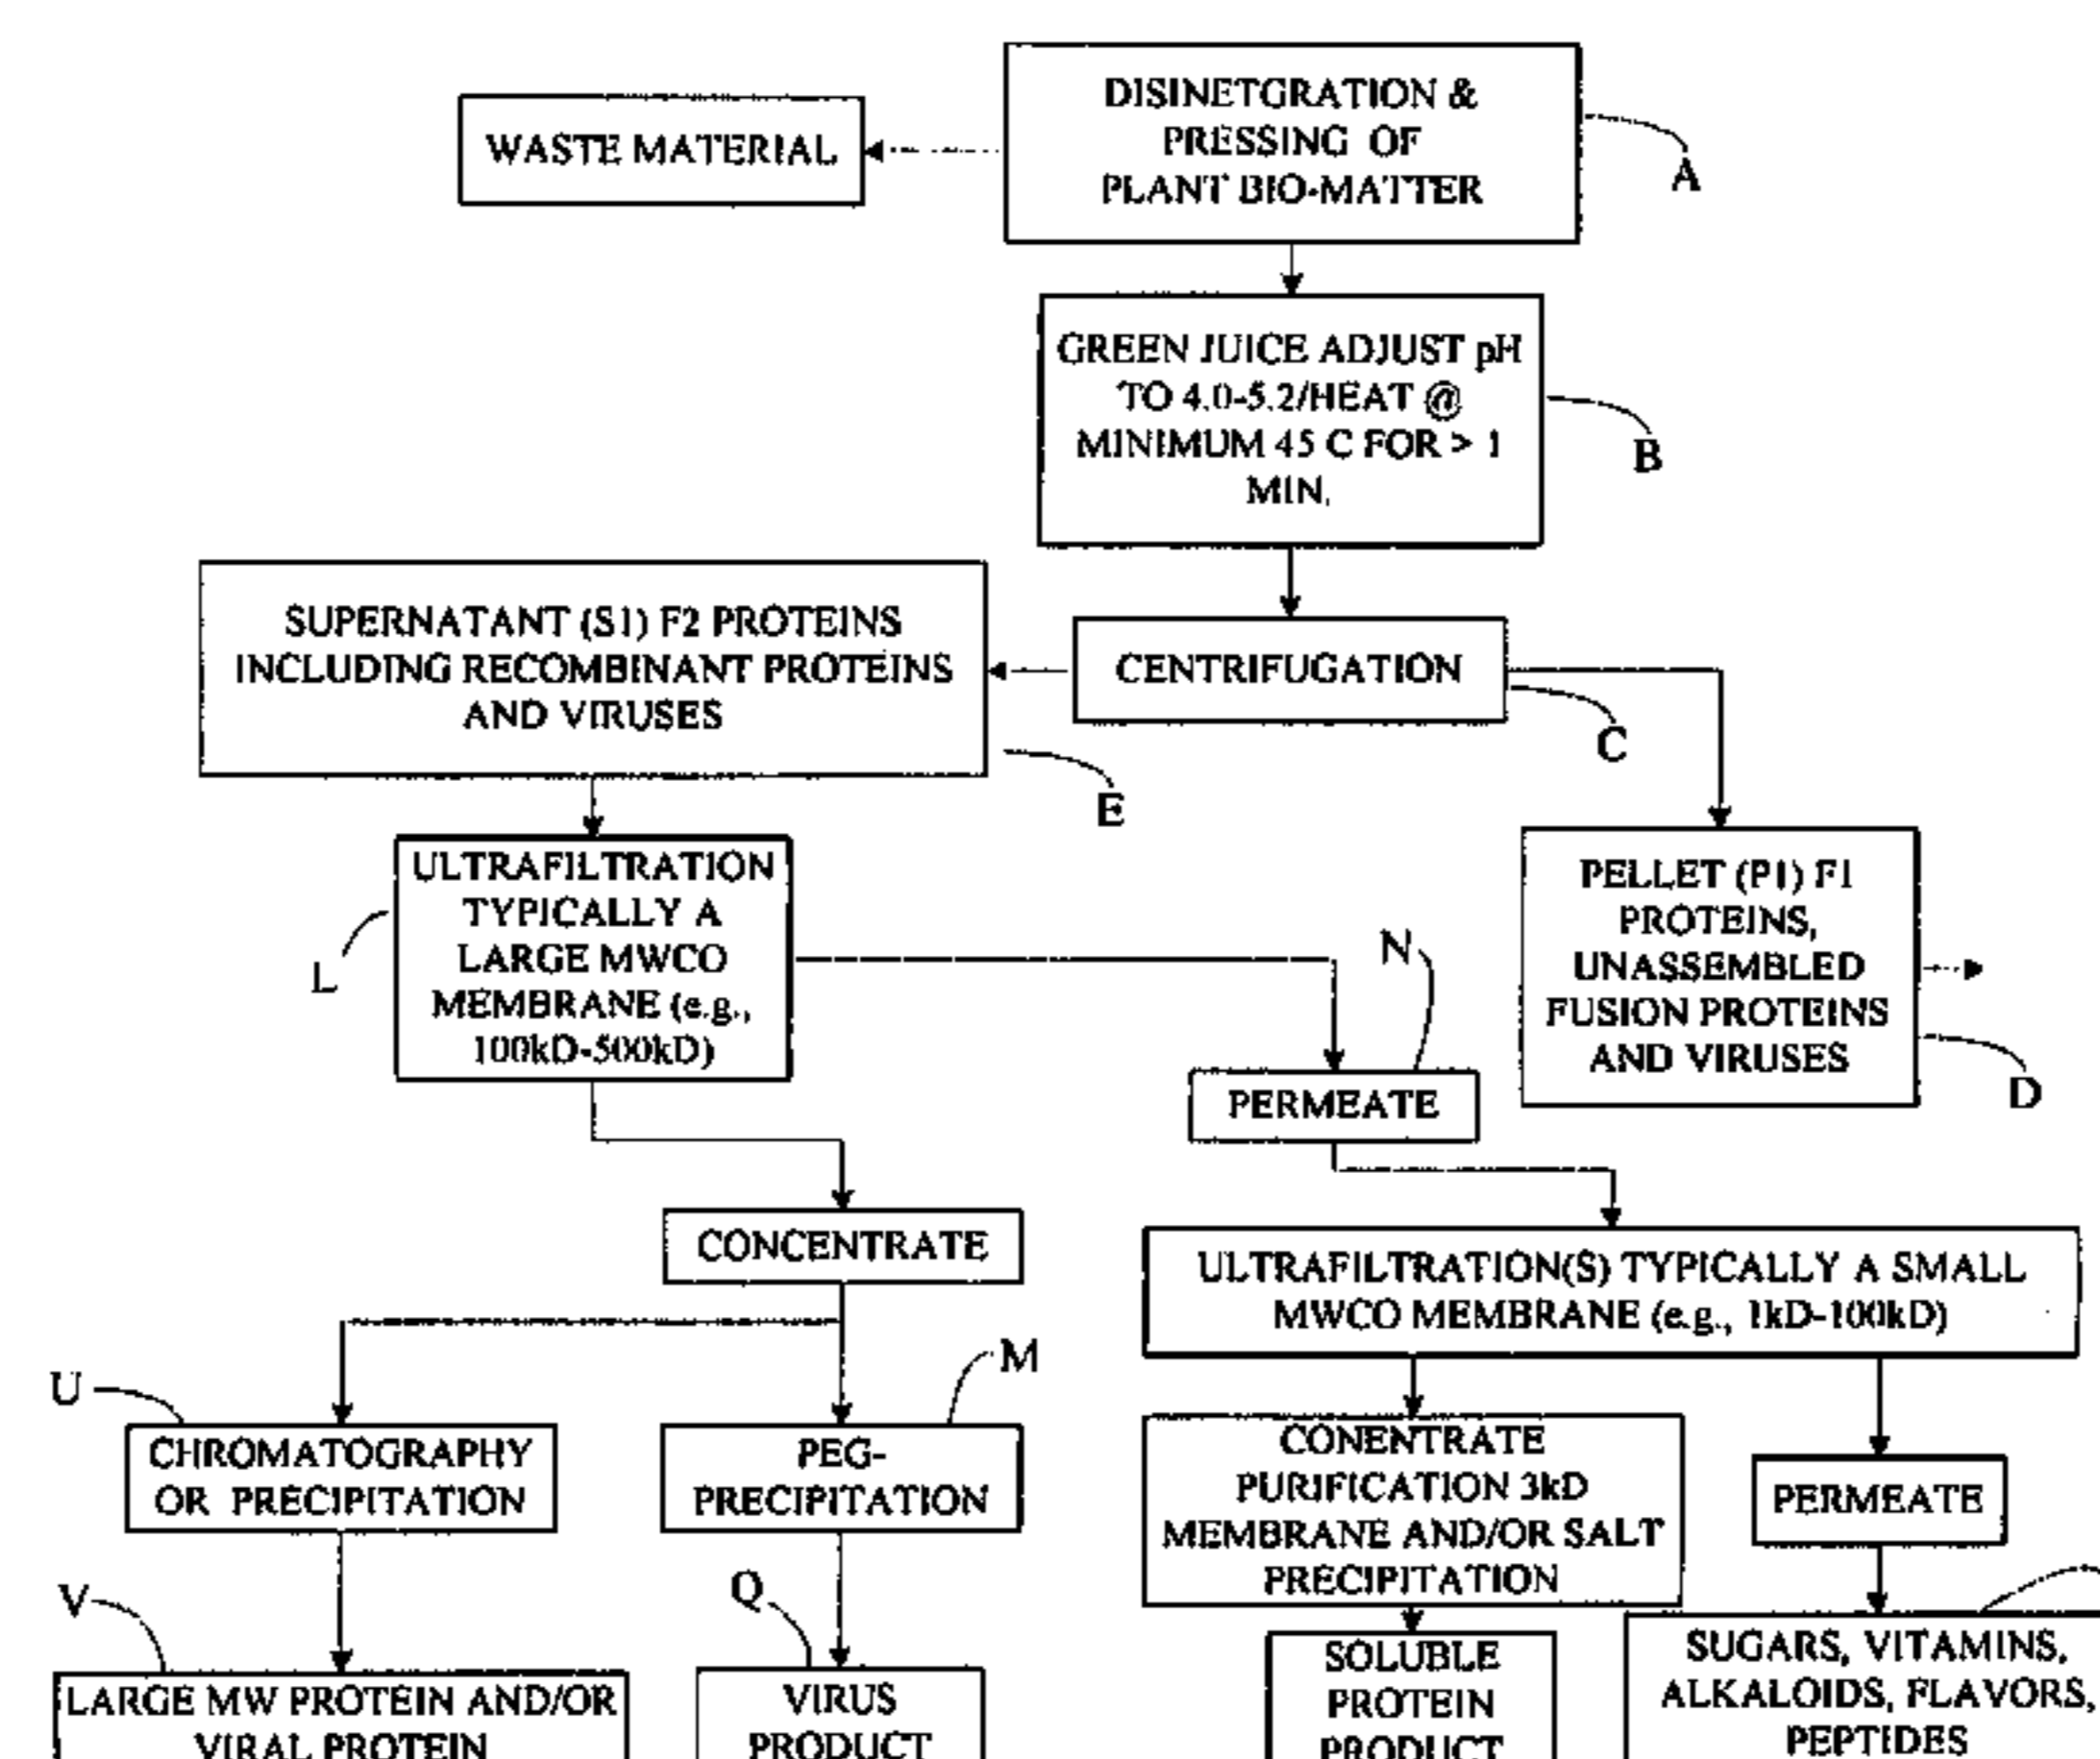 DISINETGRATION &
PRESSING OF
PLANT BIO-MATTER
WASTE MATERIAL
A
GREEN JUICE ADJUST pH
TO 4.0-5.2/HEAT @
MINIMUM 45 C FOR > 1
MIN.
B
SUPERNATANT (S1) F2 PROTEINS
INCLUDING RECOMBINANT PROTEINS
AND VIRUSES
CENTRIFUGATION
C
E
ULTRAFILTRATION
TYPICALLY A
LARGE MWCO
MEMBRANE (e.g.,
100kD-500kD)
L
PELLET (P1) F1
PROTEINS,
UNASSEMBLED
FUSION PROTEINS
AND VIRUSES
N
D
PERMEATE
CONCENTRATE
ULTRAFILTRATION(S) TYPICALLY A SMALL
MWCO MEMBRANE (e.g., 1kD-100kD)
U
M
CHROMATOGRAPHY
OR PRECIPITATION
PEG-
PRECIPITATION
CONENTRATE
PURIFICATION 3kD
MEMBRANE AND/OR SALT
PRECIPITATION
PERMEATE
V
Q
LARGE MW PROTEIN AND/OR
VIRAL PROTEIN
VIRUS
PRODUCT
SOLUBLE
PROTEIN
PRODUCT
SUGARS, VITAMINS,
ALKALOIDS, FLAVORS,
PEPTIDES